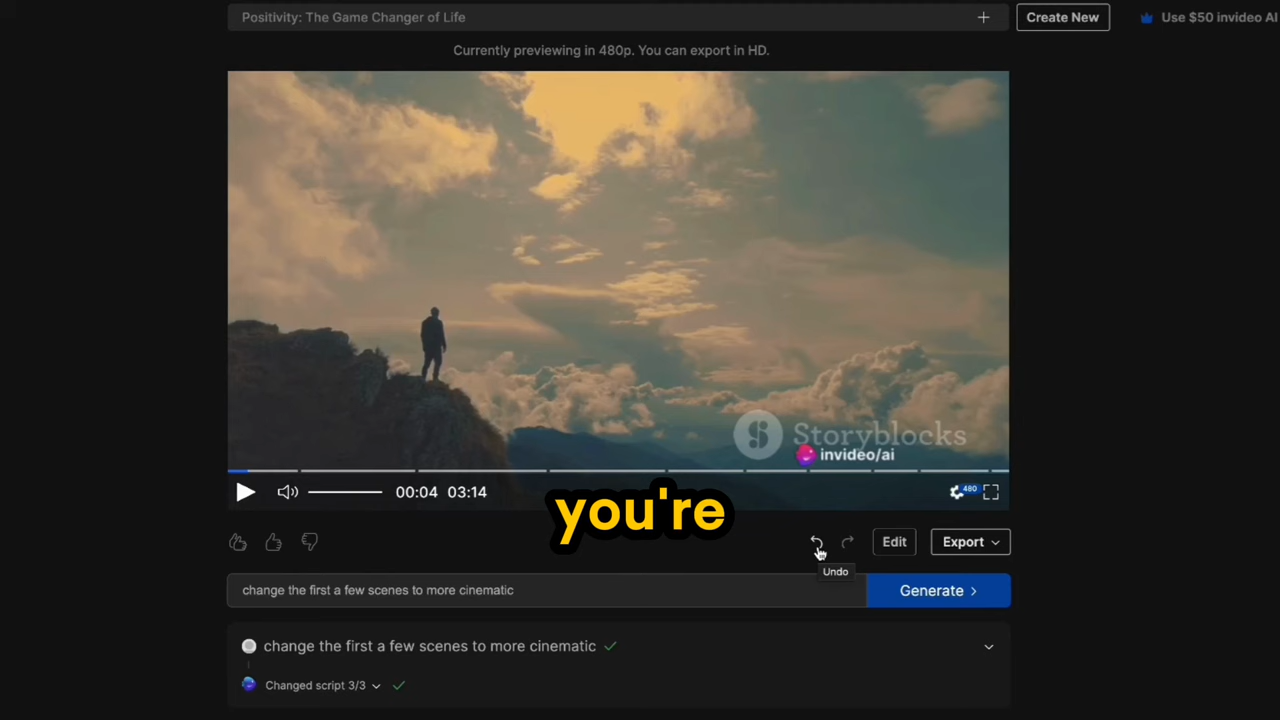 Positivity: The Game Changer of Life
Create New
Use $50 invideo AI
Currently previewing in 480p. You can export in HD.
Storyblocks
invideo/ai
00:04 03:14
480
you're
Edit
Export
Undo
change the first a few scenes to more cinematic
Generate
change the first a few scenes to more cinematic
Changed script 3/3